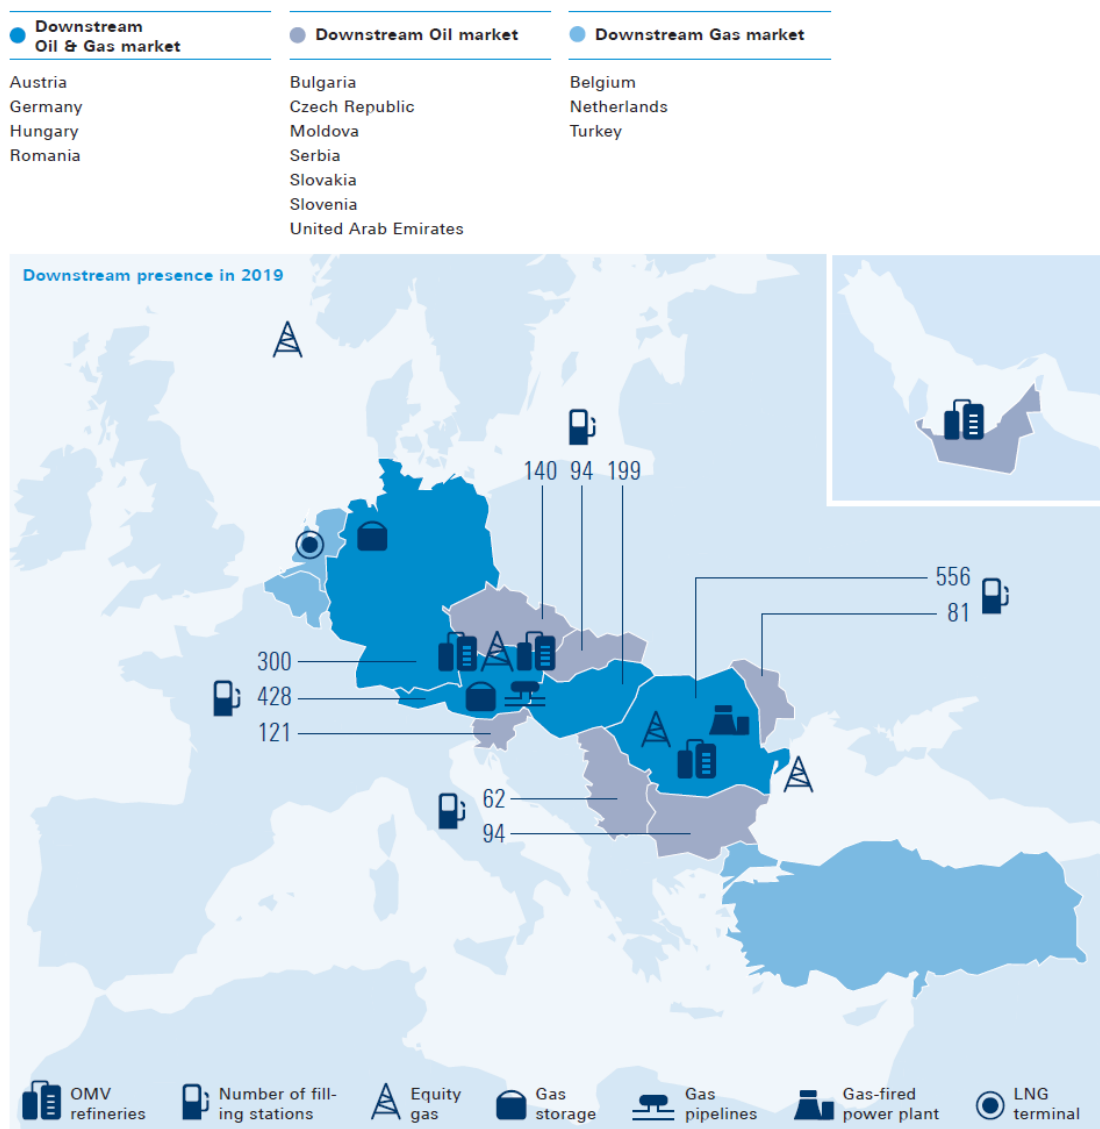 Downstream
Oil & Gas market
Austria
Germany
Hungary
Romania
Downstream Oil market
Bulgaria
Czech Republic
Moldova
Serbia
Slovakia
Slovenia
United Arab Emirates
Downstream Gas market
Belgium
Netherlands
Turkey
Downstream presence in 2019
140 94 199
556
81
300
428
121
62
94
OMV
refineries
Number of fill-
ing stations
Equity
gas
Gas
storage
Gas
pipelines
Gas-fired
power plant
LNG
terminal